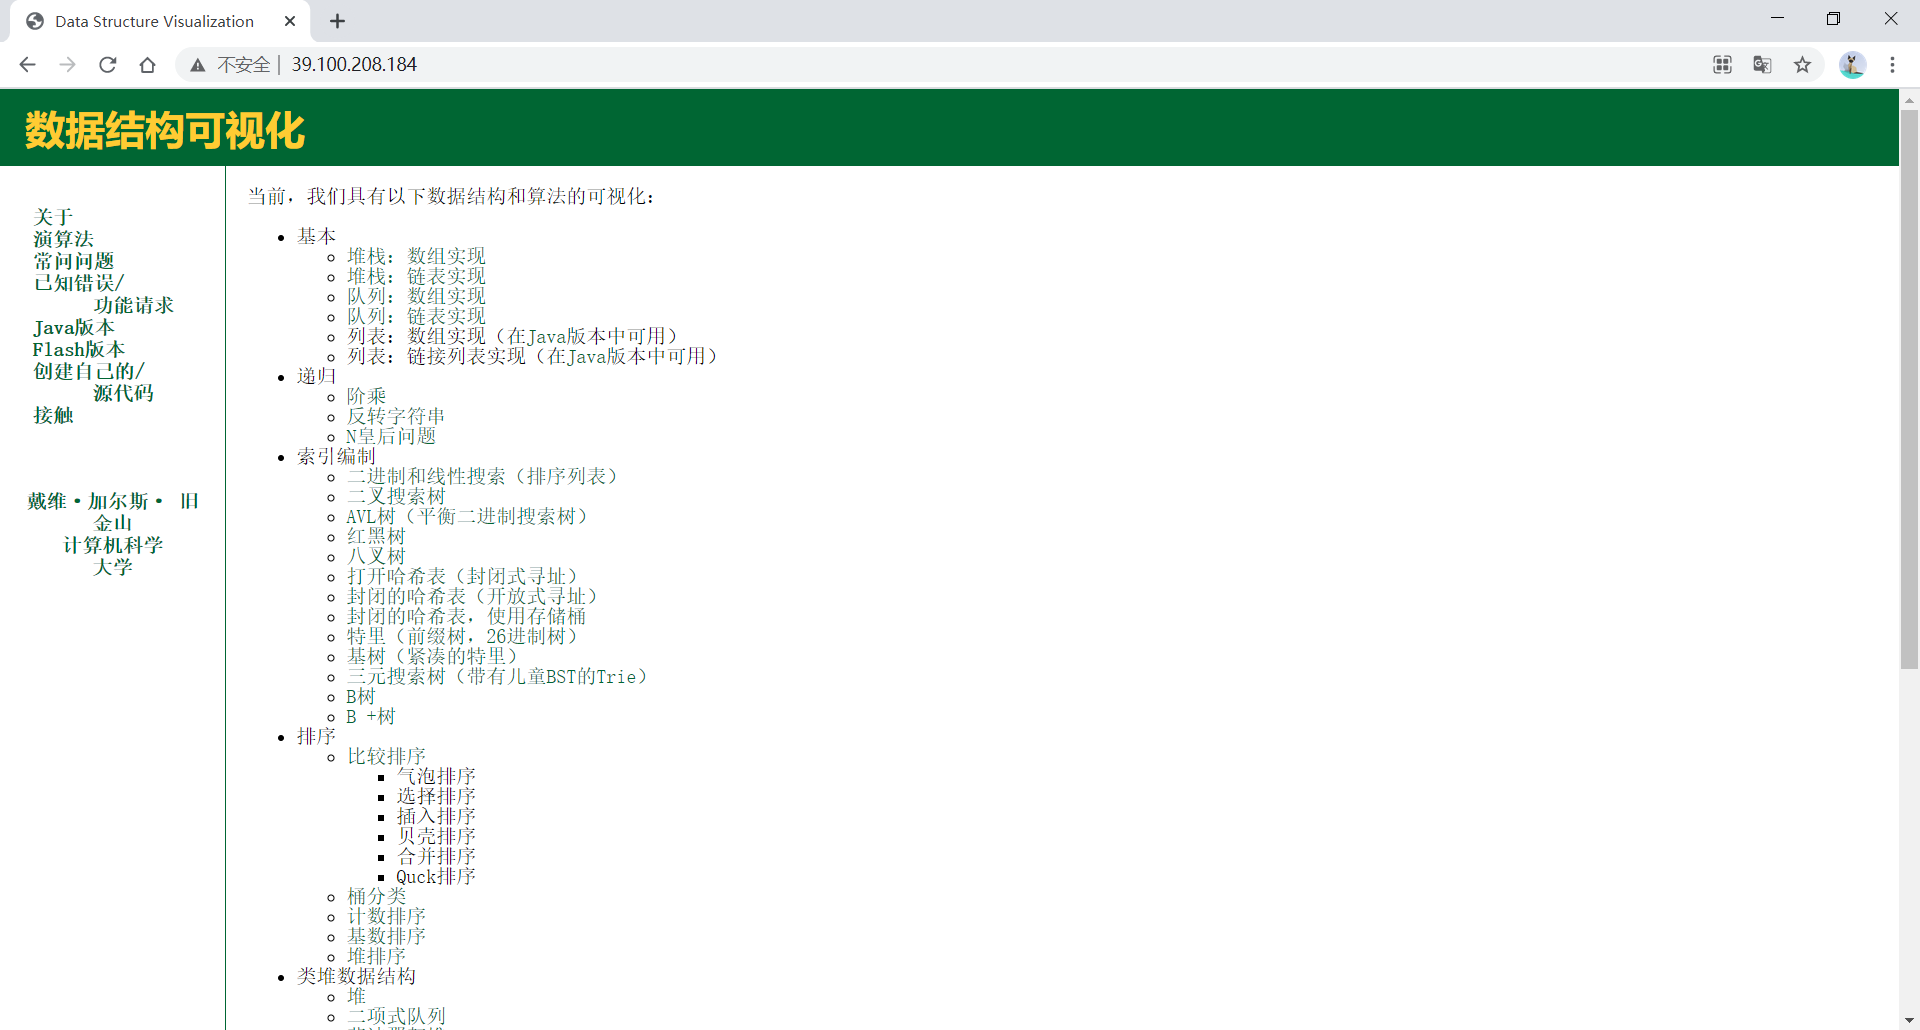 Data Structure Visualization
不安全 | 39.100.208.184
数据结构可视化
关于
演算法
常问问题
已知错误/
功能请求
Java版本
Flash版本
创建自己的/
源代码
接触
戴维·加尔斯· 旧
金山
计算机科学
大学
当前，我们具有以下数据结构和算法的可视化：
基本
堆栈：数组实现
堆栈：链表实现
队列：数组实现
队列：链表实现
列表：数组实现（在Java版本中可用）
列表：链接列表实现（在Java版本中可用）
递归
阶乘
反转字符串
N皇后问题
索引编制
二进制和线性搜索（排序列表）
二叉搜索树
AVL树（平衡二进制搜索树）
红黑树
八叉树
打开哈希表（封闭式寻址）
封闭的哈希表（开放式寻址）
封闭的哈希表，使用存储桶
特里（前缀树，26进制树）
基树（紧凑的特里）
三元搜索树（带有儿童BST的Trie）
B树
B +树
排序
比较排序
气泡排序
选择排序
插入排序
贝壳排序
合并排序
Quck排序
桶分类
计数排序
基数排序
堆排序
类堆数据结构
堆
二项式队列